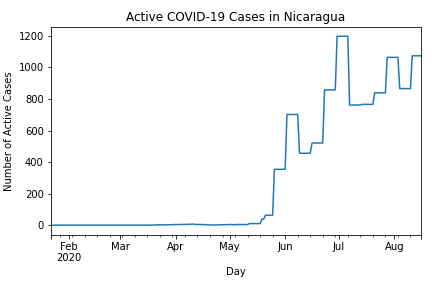 Active COVID-19 Cases in Nicaragua
Number of Active Cases
1200
1000
800
600
400
200
0
Feb Mar Apr May Jun Jul Aug
2020
Day